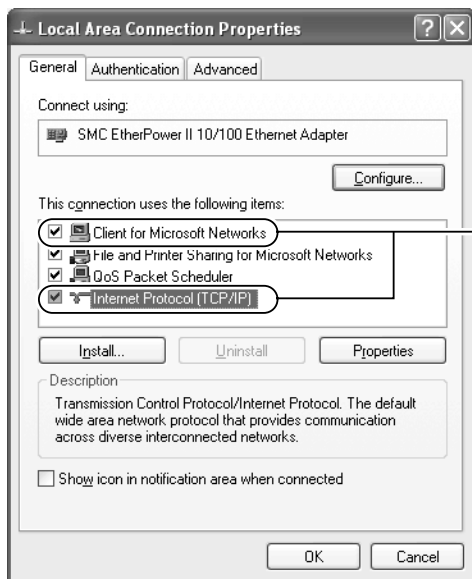 Local Area Connection Properties
General Authentication Advanced
Connect using:
SMC EtherPower II 10/100 Ethernet Adapter
Configure...
This connection uses the following items:
Client for Microsoft Networks
File and Printer Sharing for Microsoft Networks
QoS Packet Scheduler
Internet Protocol (TCP/IP)
Install... Uninstall Properties
Description
Transmission Control Protocol/Internet Protocol. The default
wide area network protocol that provides communication
across diverse interconnected networks.
Show icon in notification area when connected
OK Cancel